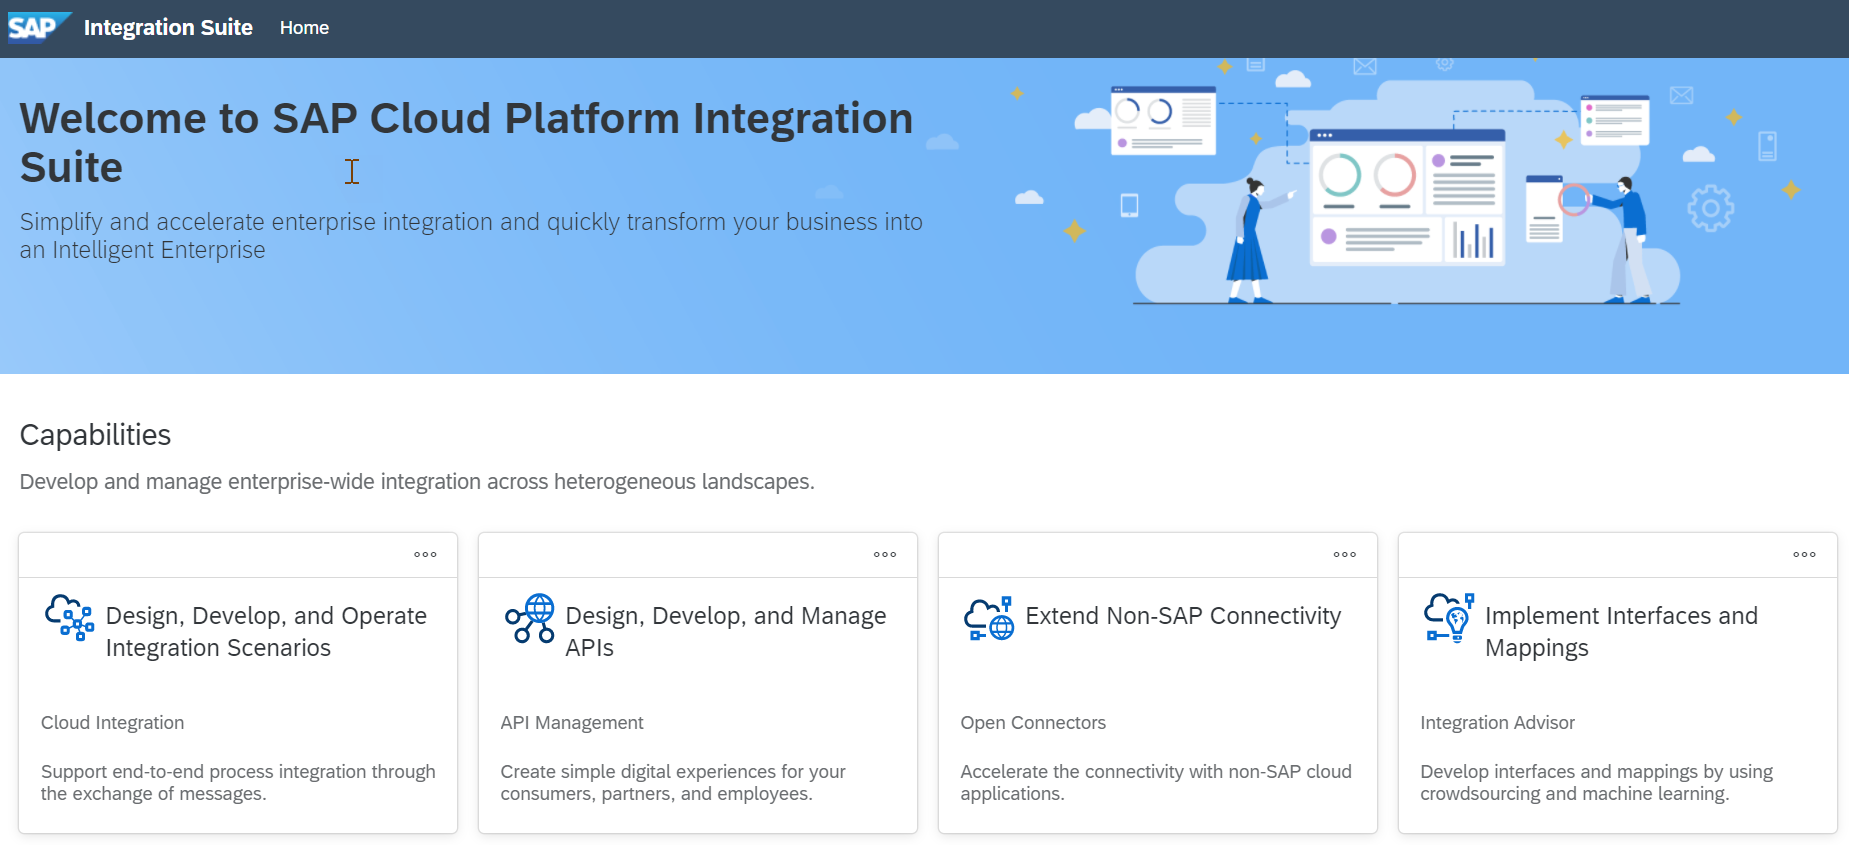 SAP Integration Suite Home
Welcome to SAP Cloud Platform Integration
Suite
Simplify and accelerate enterprise integration and quickly transform your business into
an Intelligent Enterprise
Capabilities
Develop and manage enterprise-wide integration across heterogeneous landscapes.
Design, Develop, and Operate
Integration Scenarios
Cloud Integration
Support end-to-end process integration through
the exchange of messages.
Design, Develop, and Manage
APIs
API Management
Create simple digital experiences for your
consumers, partners, and employees.
Extend Non-SAP Connectivity
Open Connectors
Accelerate the connectivity with non-SAP cloud
applications.
Implement Interfaces and
Mappings
Integration Advisor
Develop interfaces and mappings by using
crowdsourcing and machine learning.